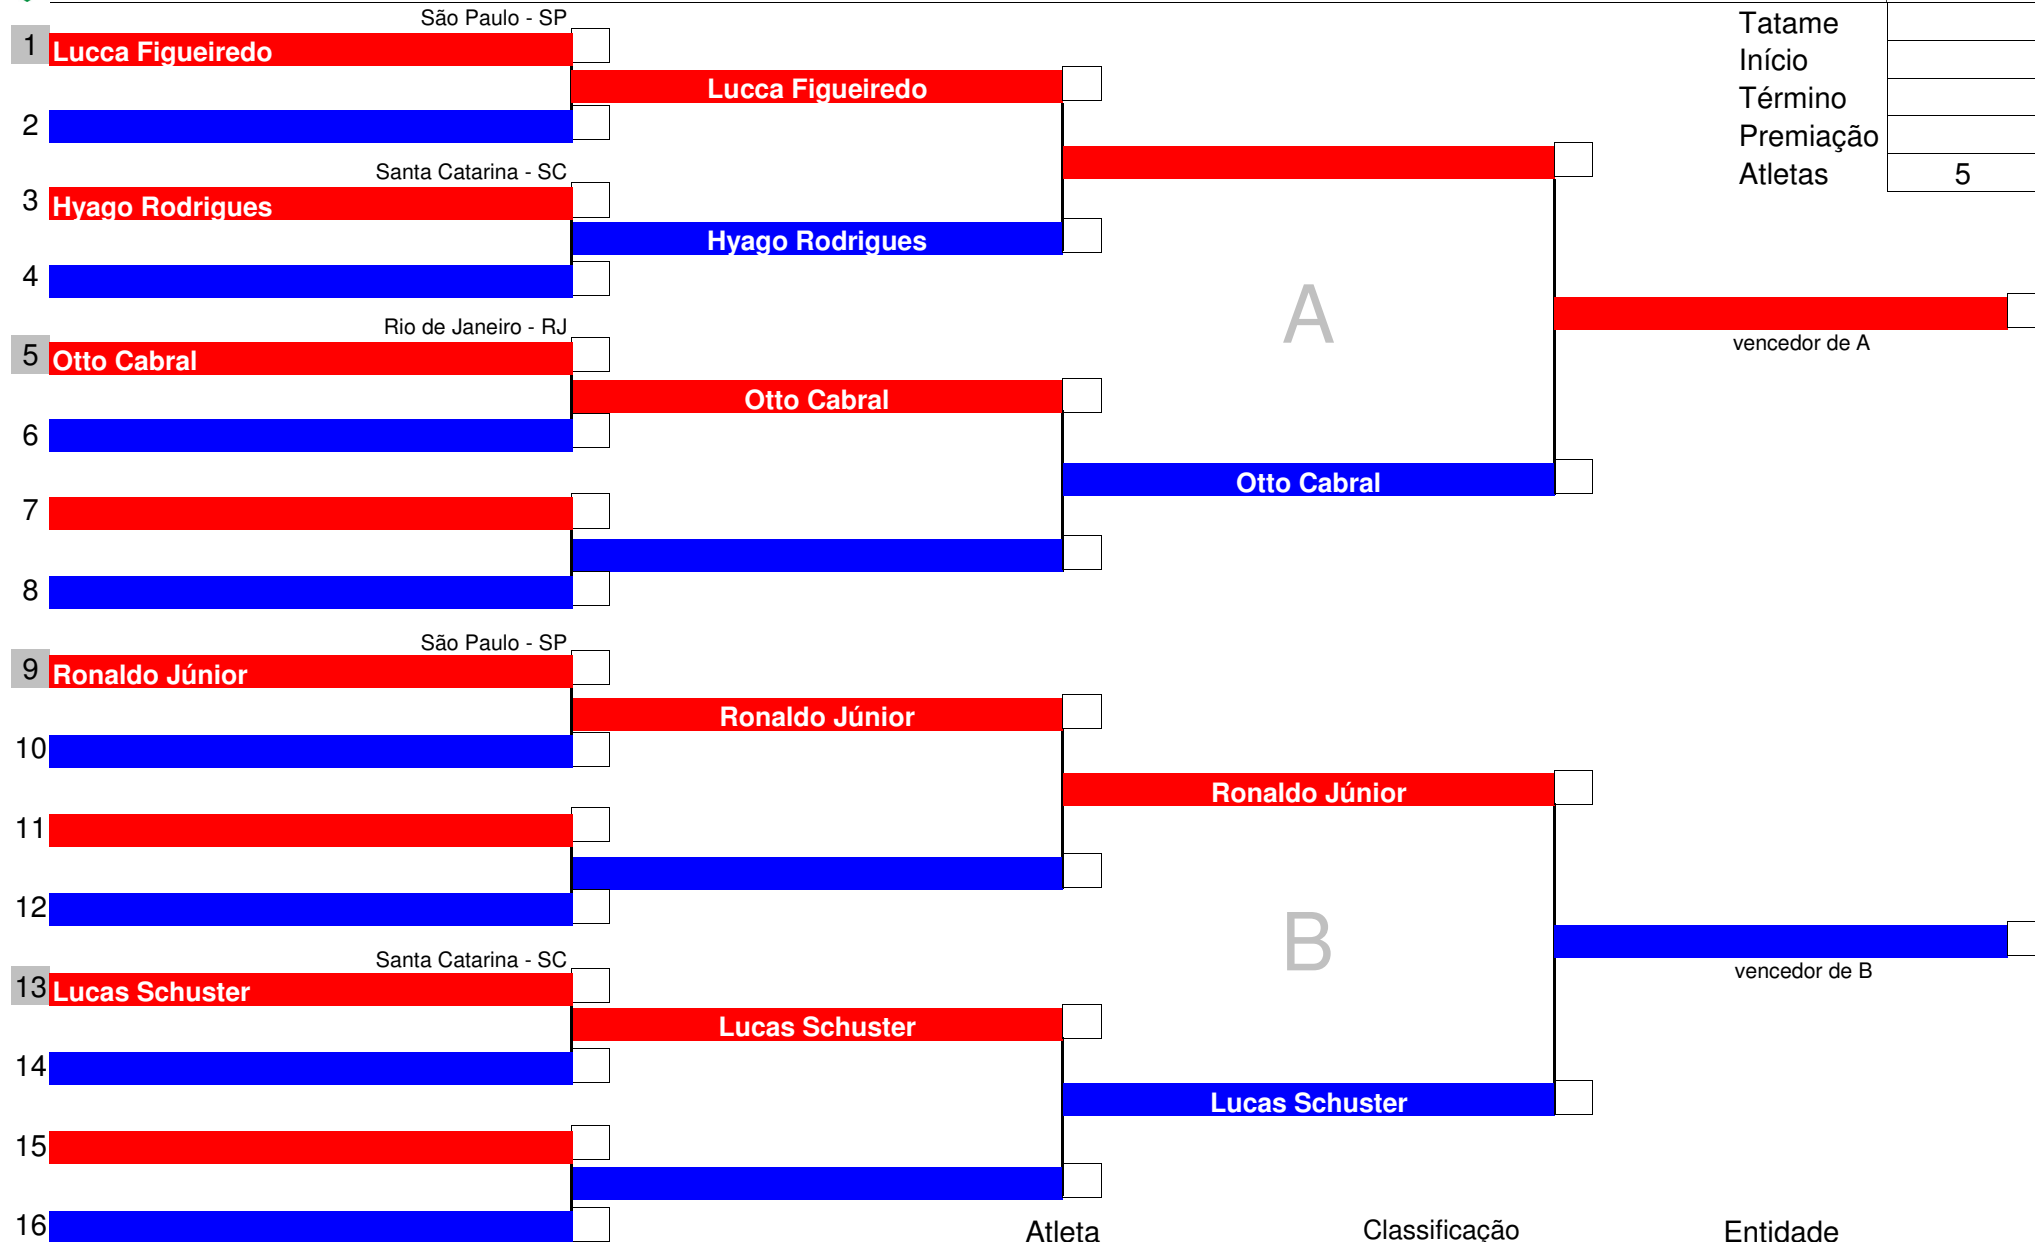 São Paulo - SP
Tatame
1 Lucca Figueiredo
Início
Lucca Figueiredo
Término
2
Premiação
Santa Catarina - SC
Atletas 5
3 Hyago Rodrigues
Hyago Rodrigues
4
A
Rio de Janeiro - RJ
vencedor de A
5 Otto Cabral
Otto Cabral
6
Otto Cabral
7
8
São Paulo - SP
9 Ronaldo Júnior
Ronaldo Júnior
10
Ronaldo Júnior
11
12
B
Santa Catarina - SC
vencedor de B
13 Lucas Schuster
Lucas Schuster
14
Lucas Schuster
15
16
Atleta Classificação Entidade